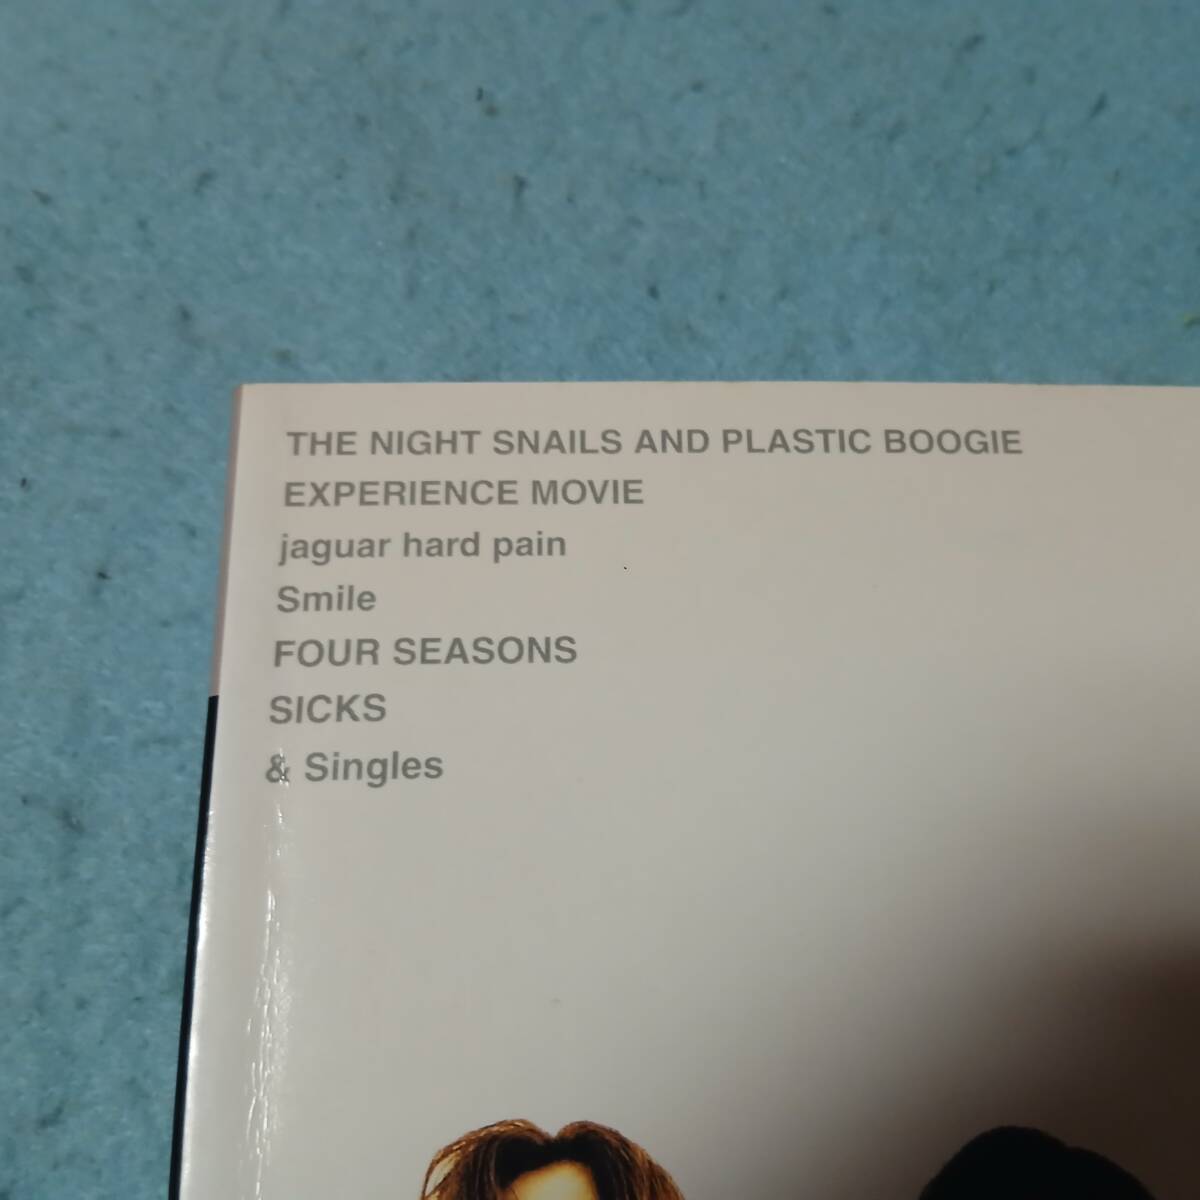 THE NIGHT SNAILS AND PLASTIC BOOGIE
EXPERIENCE MOVIE
jaguar hard pain
Smile
FOUR SEASONS
SICKS
& Singles